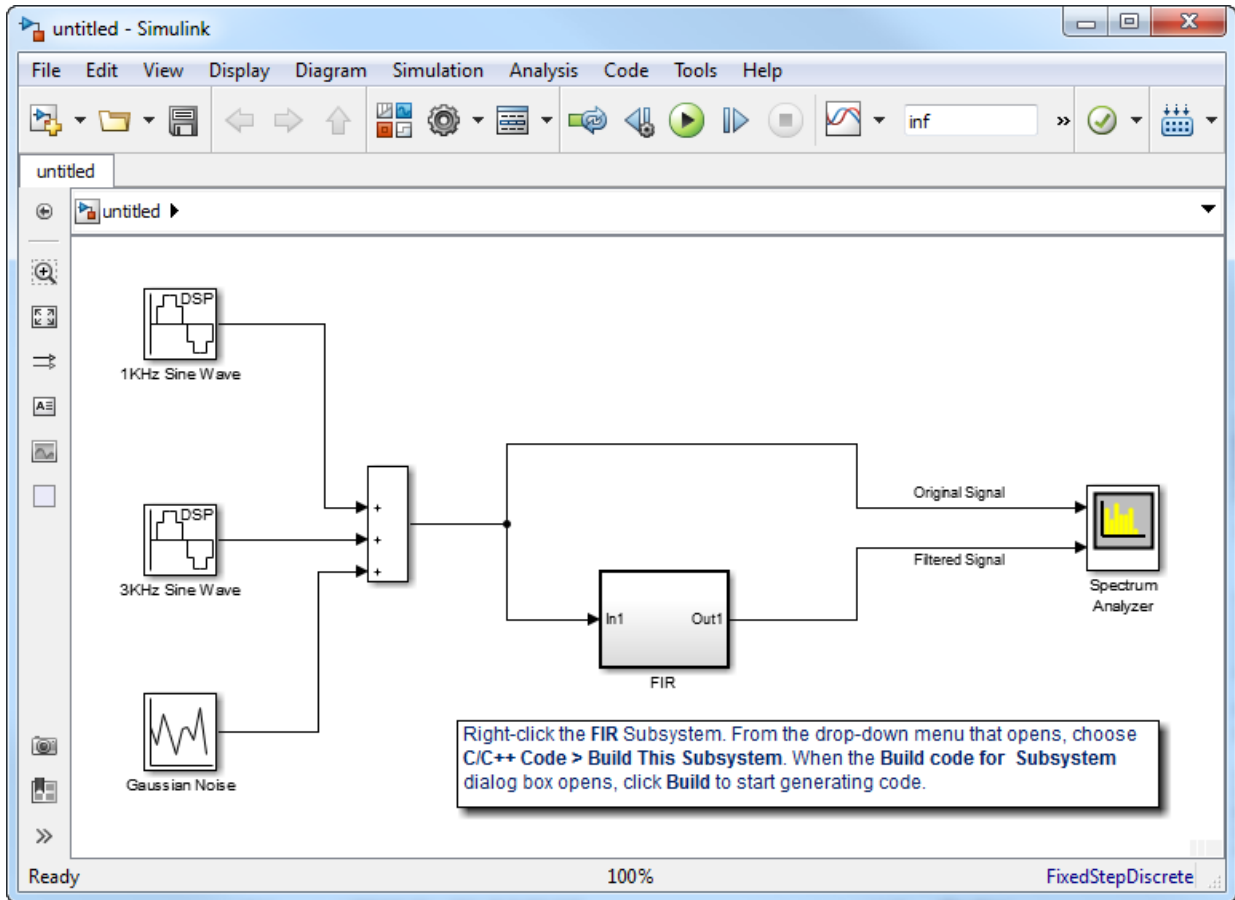 untitled - Simulink
File Edit View Display Diagram Simulation Analysis Code Tools Help
inf
untitled
untitled
DSP
1KHz Sine Wave
DSP
3KHz Sine Wave
Gaussian Noise
+
+
+
In1 Out1
FIR
Original Signal
Filtered Signal
Spectrum
Analyzer
Right-click the FIR Subsystem. From the drop-down menu that opens, choose
C/C++ Code > Build This Subsystem. When the Build code for Subsystem
dialog box opens, click Build to start generating code.
Ready 100% FixedStepDiscrete